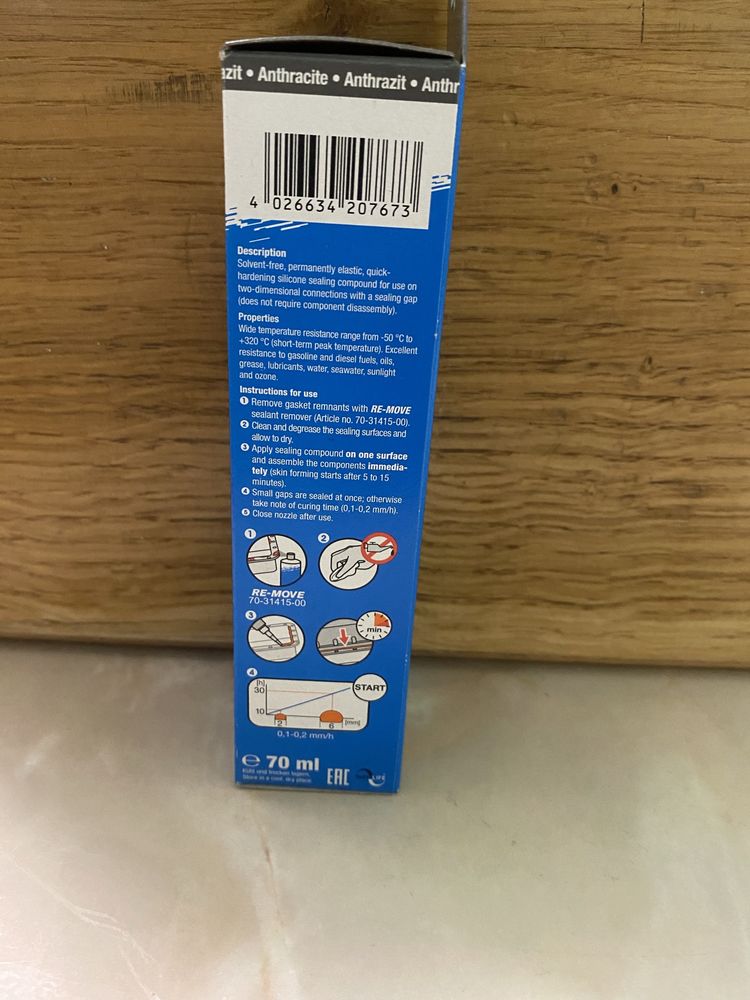 zit • Anthracite • Anthrazit • Anthr
4 026634 207673
Description
Solvent-free, permanently elastic, quick-
hardening silicone sealing compound for use on
two-dimensional connections with a sealing gap
(does not require component disassembly).
Properties
Wide temperature resistance range from -50 °C to
+320 °C (short-term peak temperature). Excellent
resistance to gasoline and diesel fuels, oils,
grease, lubricants, water, seawater, sunlight
and ozone.
Instructions for use
1 Remove gasket remnants with RE-MOVE
sealant remover (Article no. 70-31415-00).
2 Clean and degrease the sealing surfaces and
allow to dry.
3 Apply sealing compound on one surface
and assemble the components immedia-
tely (skin forming starts after 5 to 15
minutes).
4 Small gaps are sealed at once; otherwise
take note of curing time (0,1-0,2 mm/h).
5 Close nozzle after use.
1 2
RE-MOVE
70-31415-00
3
min
4
[h]
30
START
10
2 6 [mm]
0,1-0,2 mm/h
e 70 ml
Kühl und trocken lagern.
Store in a cool, dry place.
EAC
LIFE